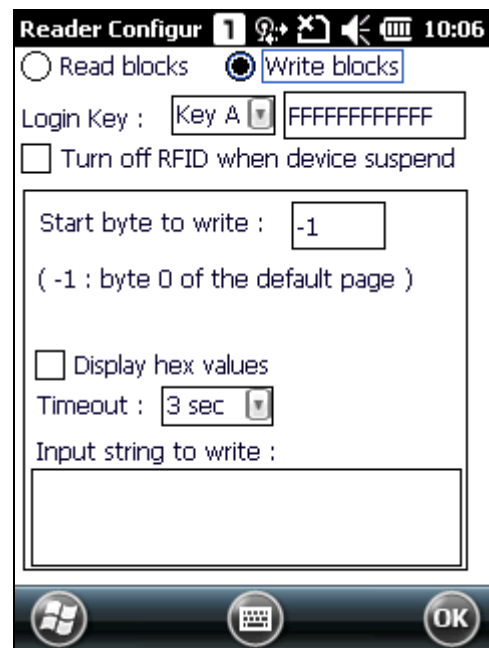 Reader Configur 1 10:06
Read blocks Write blocks
Login Key : Key A FFFFFFFFFFFF
Turn off RFID when device suspend
Start byte to write : -1
( -1 : byte 0 of the default page )
Display hex values
Timeout : 3 sec
Input string to write :
OK